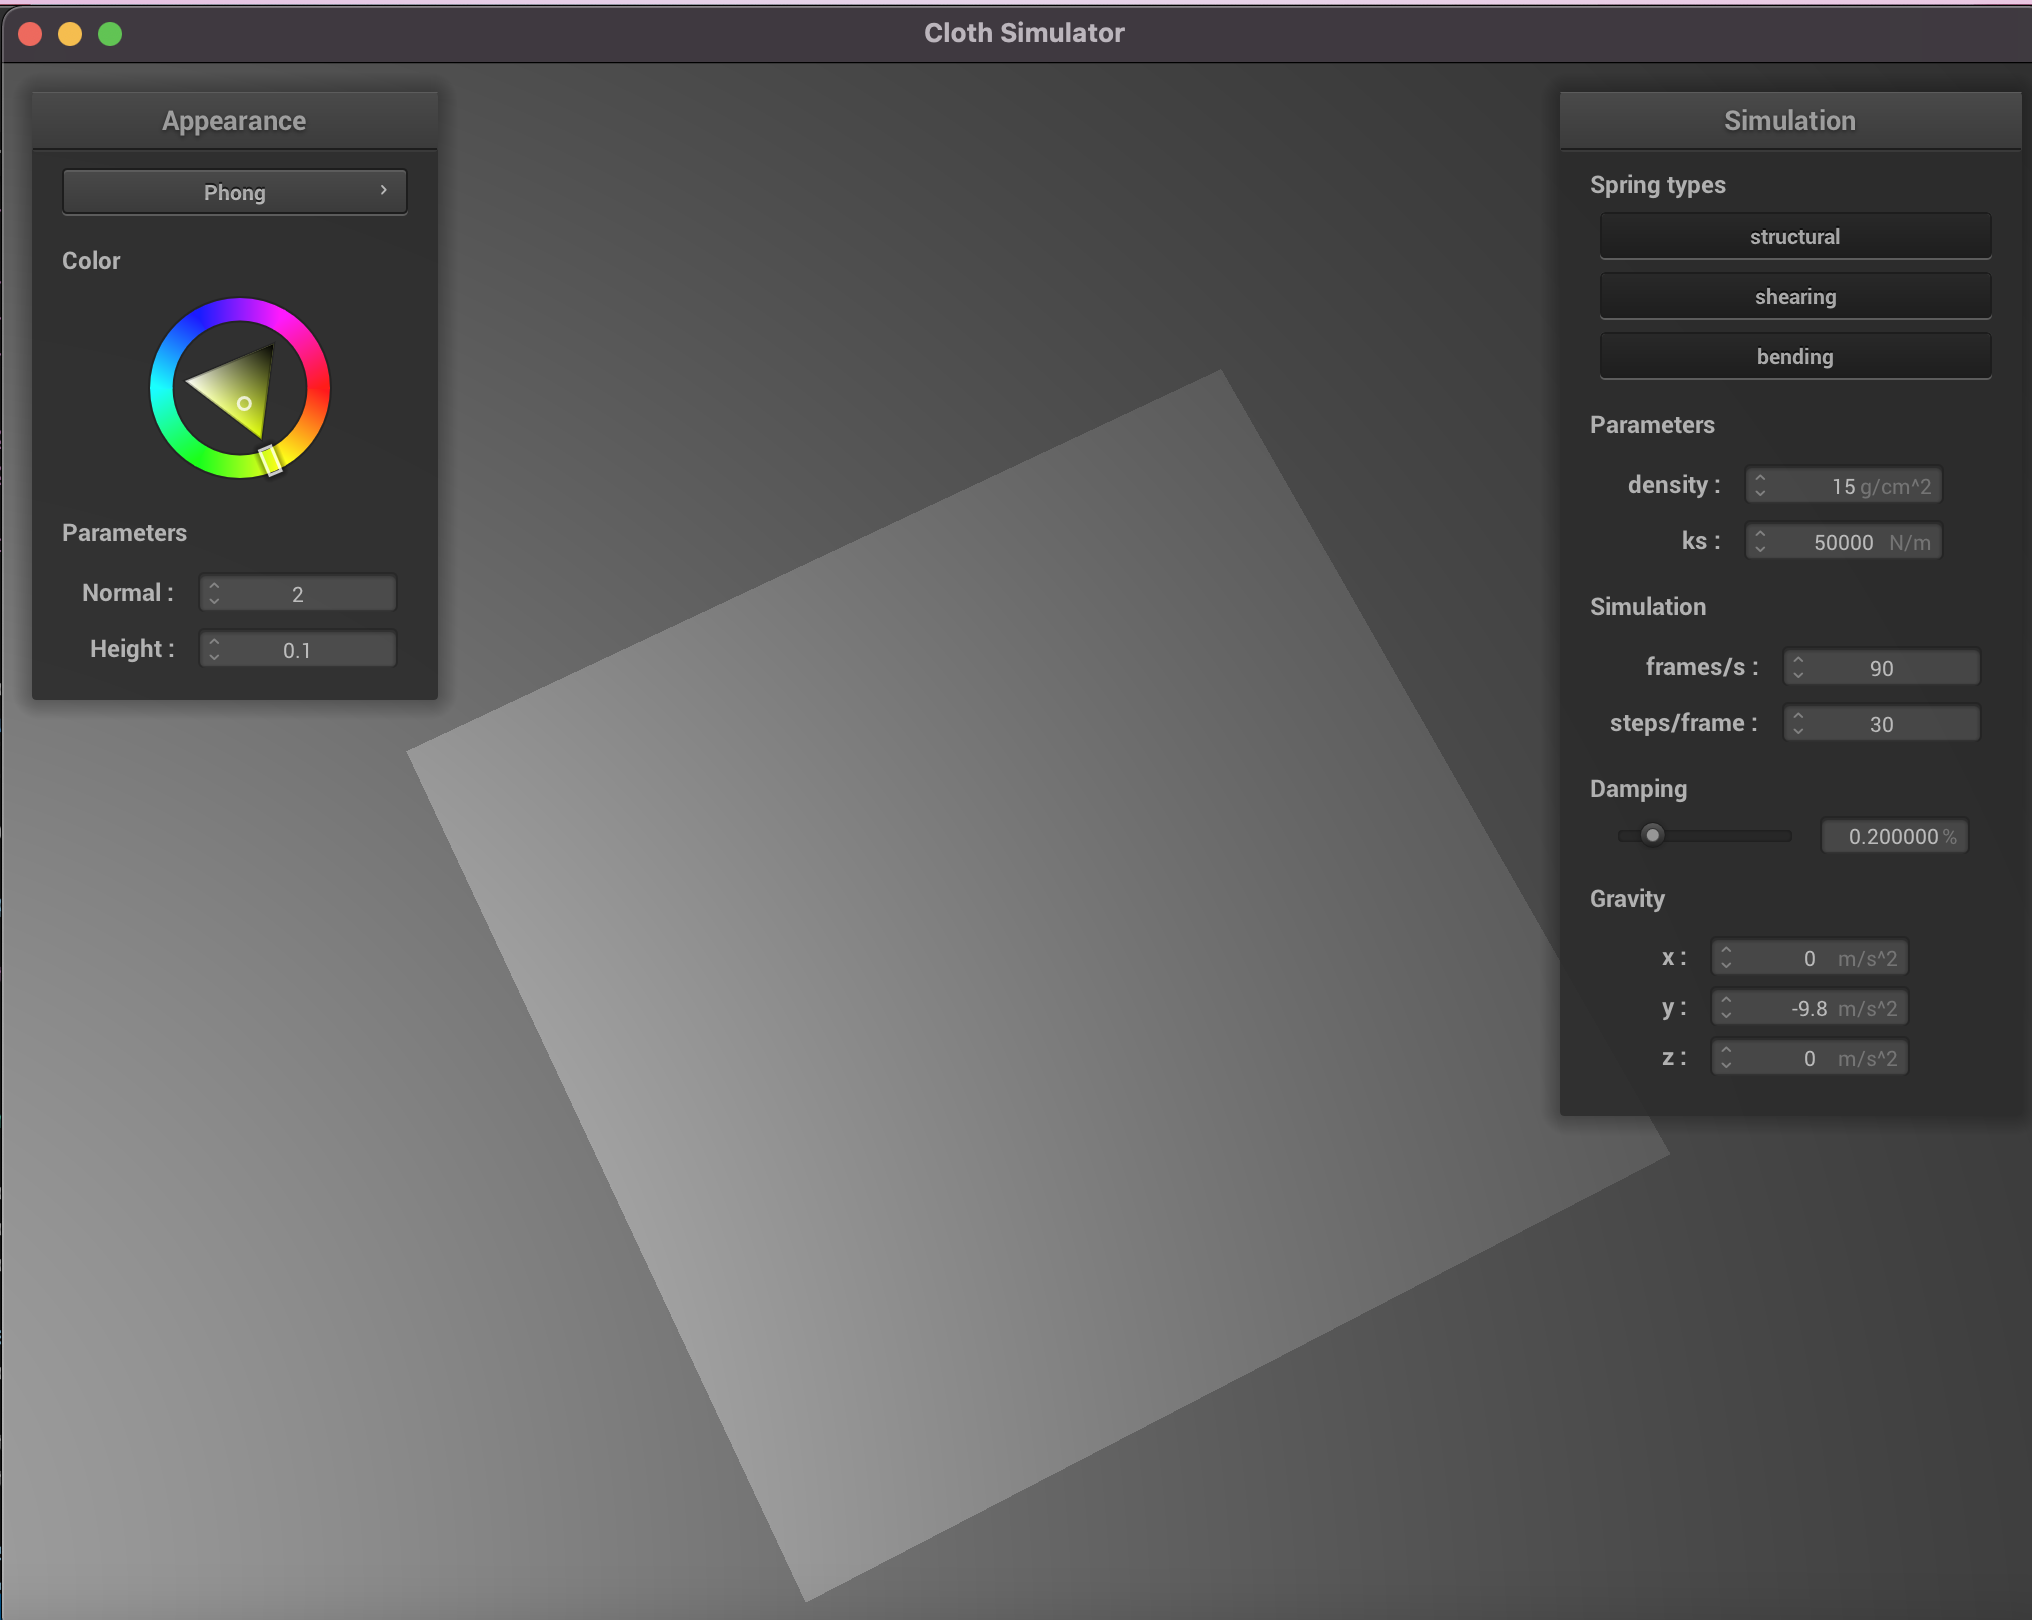 Cloth Simulator
Appearance
Phong
Color
Parameters
Normal : 2
Height : 0.1
Simulation
Spring types
structural
shearing
bending
Parameters
density : 15 g/cm^2
ks : 50000 N/m
Simulation
frames/s : 90
steps/frame : 30
Damping
0.200000 %
Gravity
x : 0 m/s^2
y : -9.8 m/s^2
z : 0 m/s^2